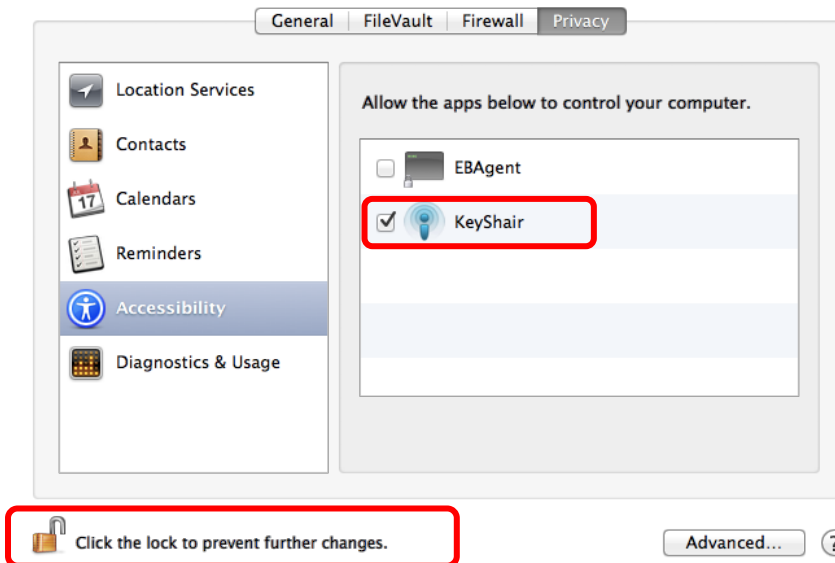 General FileVault Firewall Privacy
Location Services
Contacts
17
Calendars
Reminders
Accessibility
Diagnostics & Usage
Allow the apps below to control your computer.
EBAgent
KeyShair
Click the lock to prevent further changes.
Advanced...
?